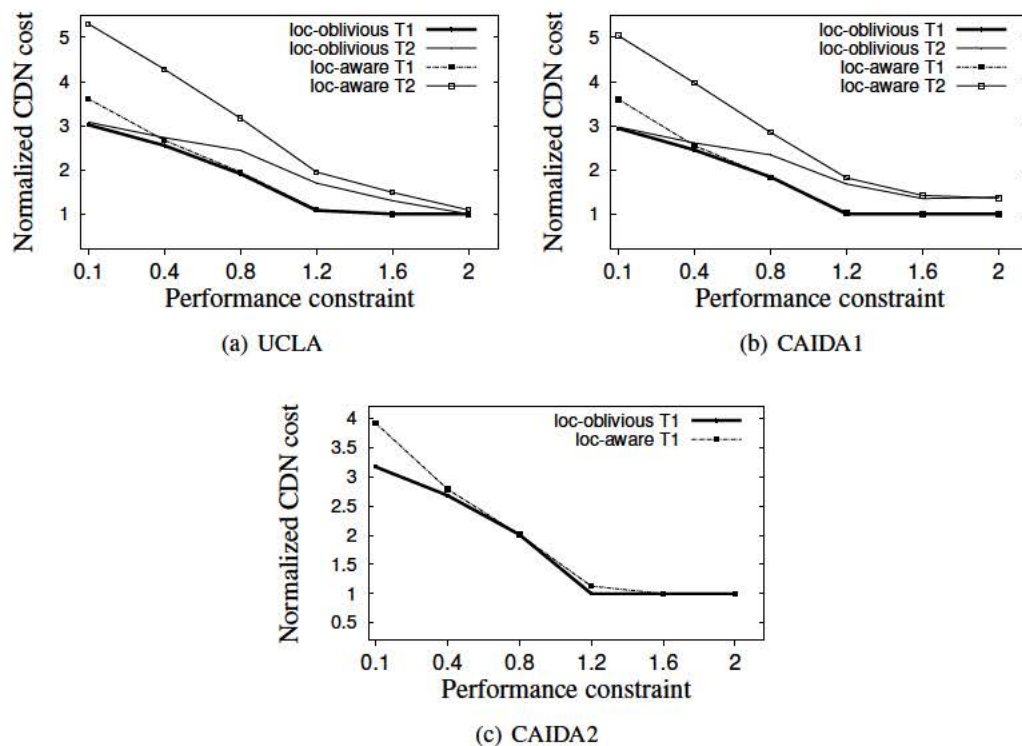 Normalized CDN cost
5
4
3
2
1
loc-oblivious T1
loc-oblivious T2
loc-aware T1
loc-aware T2
0.1 0.4 0.8 1.2 1.6 2
Performance constraint
(a) UCLA
Normalized CDN cost
5
4
3
2
1
loc-oblivious T1
loc-oblivious T2
loc-aware T1
loc-aware T2
0.1 0.4 0.8 1.2 1.6 2
Performance constraint
(b) CAIDA1
Normalized CDN cost
4
3.5
3
2.5
2
1.5
1
0.5
loc-oblivious T1
loc-aware T1
0.1 0.4 0.8 1.2 1.6 2
Performance constraint
(c) CAIDA2